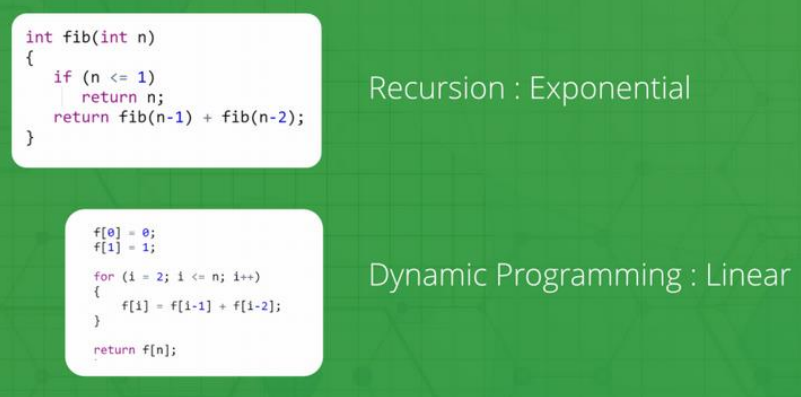 int fib(int n)
{
if (n <= 1)
return n;
return fib(n-1) + fib(n-2);
}
Recursion : Exponential
f[0] = 0;
f[1] = 1;
for (i = 2; i <= n; i++)
{
f[i] = f[i-1] + f[i-2];
}
return f[n];
Dynamic Programming : Linear